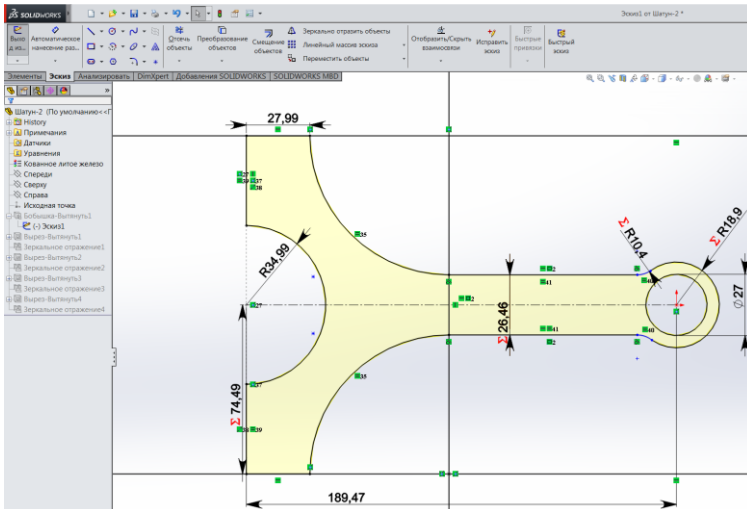 SOLIDWORKS
Эскиз1 от Шатун-2 *
Автоматическое
нанесение раз...
Отсечь
объекты
Преобразование
объектов
Смещение
объектов
Зеркально отразить объекты
Линейный массив эскиза
Переместить объекты
Отобразить/Скрыть
взаимосвязи
Исправить
эскиз
Быстрые
привязки
Быстрый
эскиз
Элементы Эскиз Анализировать DimXpert Добавления SOLIDWORKS SOLIDWORKS MBD
Шатун-2 (По умолчанию<<П
History
Примечания
Датчики
Уравнения
Кованное литое железо
Спереди
Сверху
Справа
Исходная точка
Бобышка-Вытянуть1
(-) Эскиз1
Вырез-Вытянуть1
Зеркальное отражение1
Вырез-Вытянуть2
Зеркальное отражение2
Вырез-Вытянуть3
Зеркальное отражение3
Вырез-Вытянуть4
Зеркальное отражение4
27,99
R34,99
Σ 74,49
189,47
Σ 26,46
Σ R10,4
Σ R18,9
∅27